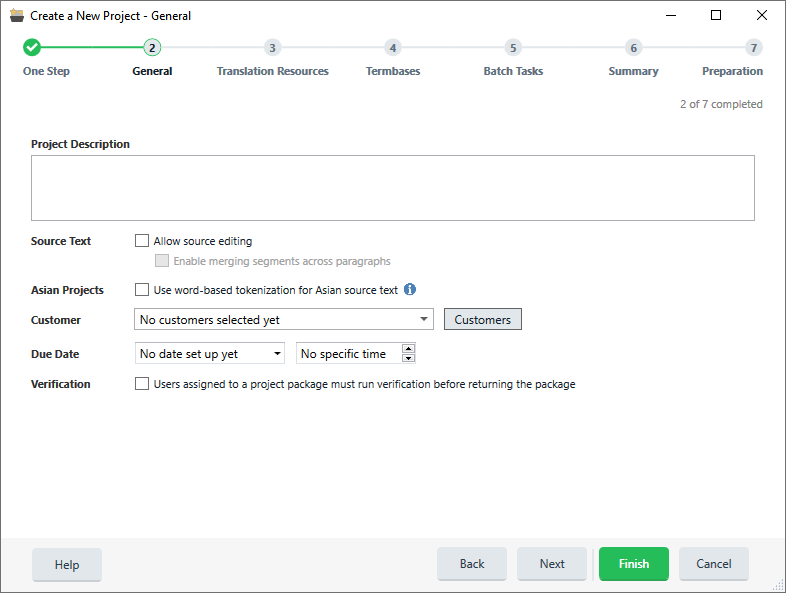 Create a New Project - General
2 3 4 5 6 7
One Step General Translation Resources Termbases Batch Tasks Summary Preparation
2 of 7 completed
Project Description
Source Text Allow source editing
Enable merging segments across paragraphs
Asian Projects Use word-based tokenization for Asian source text i
Customer No customers selected yet Customers
Due Date No date set up yet No specific time
Verification Users assigned to a project package must run verification before returning the package
Help Back Next Finish Cancel